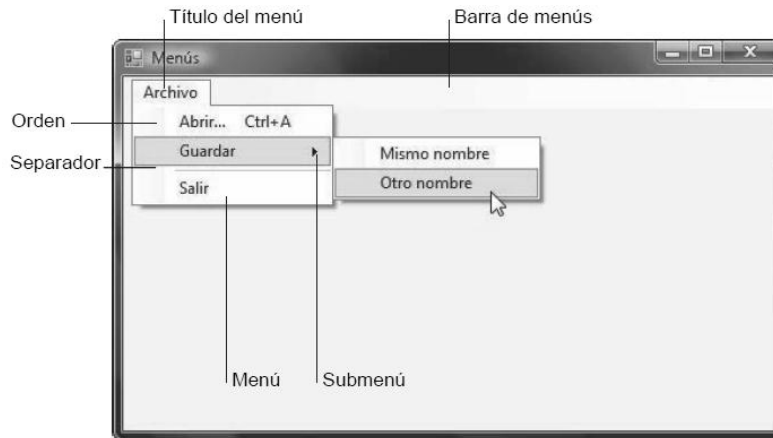 Título del menú
Barra de menús
Menús
Archivo
Orden
Abrir... Ctrl+A
Guardar
Mismo nombre
Separador
Otro nombre
Salir
Menú
Submenú